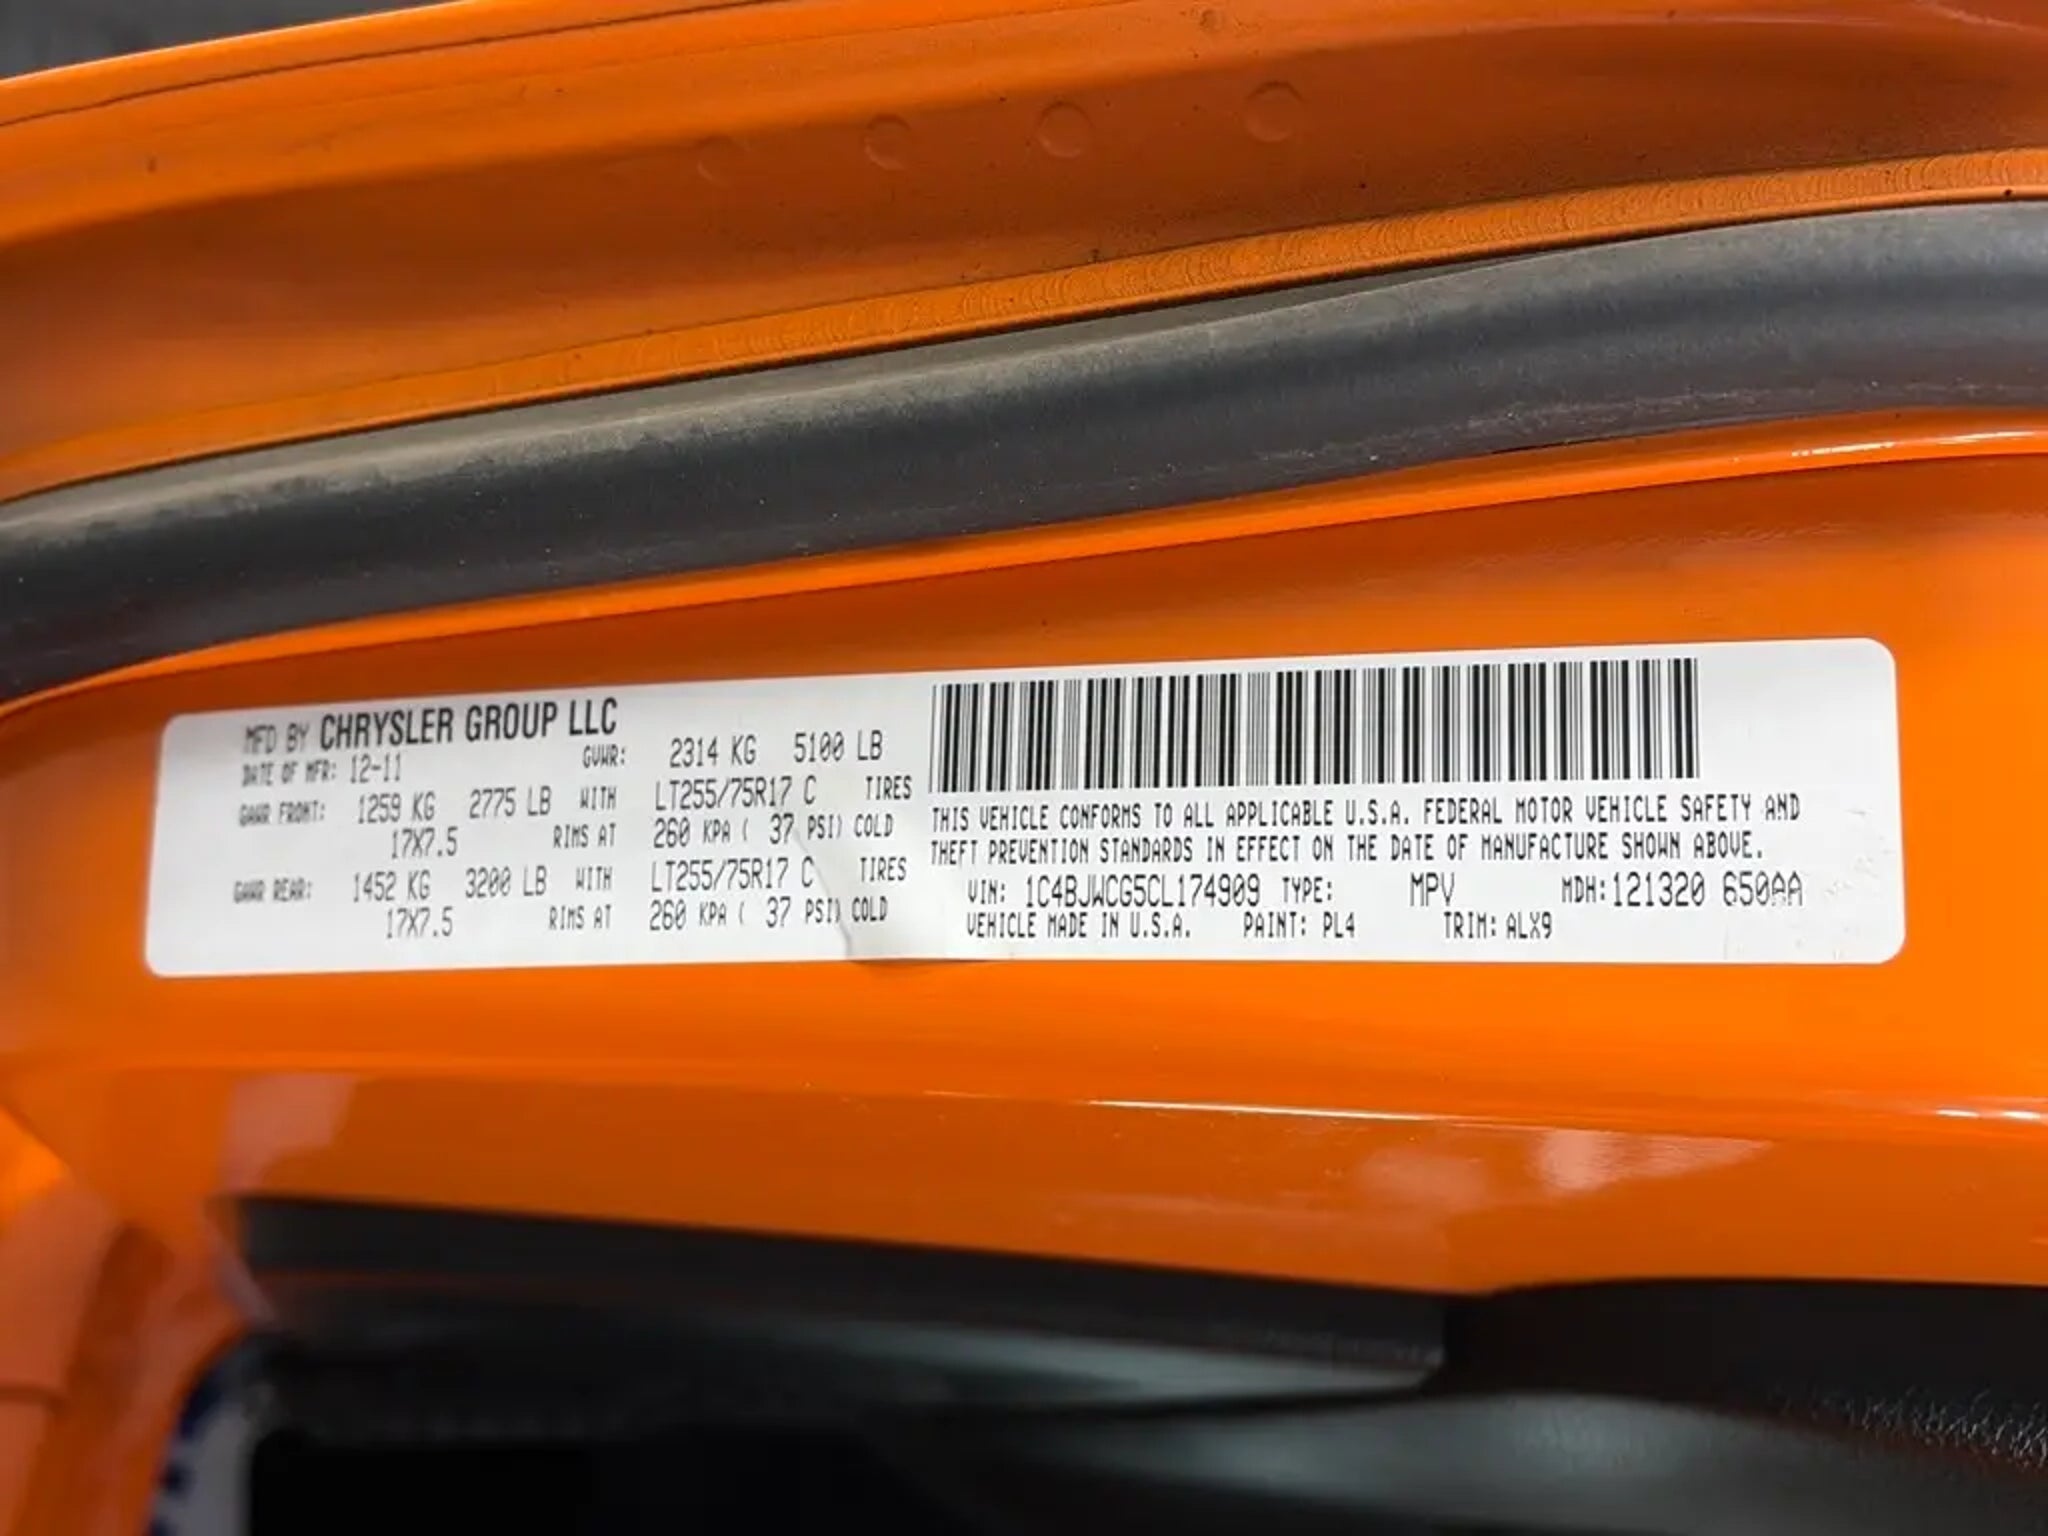 MFD BY CHRYSLER GROUP LLC
DATE OF MFR: 12-11 GVWR: 2314 KG 5100 LB
GAWR FRONT: 1259 KG 2775 LB WITH LT255/75R17 C TIRES
17X7.5 RIMS AT 260 KPA ( 37 PSI) COLD
GAWR REAR: 1452 KG 3200 LB WITH LT255/75R17 C TIRES
17X7.5 RIMS AT 260 KPA ( 37 PSI) COLD
THIS VEHICLE CONFORMS TO ALL APPLICABLE U.S.A. FEDERAL MOTOR VEHICLE SAFETY AND
THEFT PREVENTION STANDARDS IN EFFECT ON THE DATE OF MANUFACTURE SHOWN ABOVE.
VIN: 1C4BJWCG5CL174909 TYPE: MPV MDH:121320 650AA
VEHICLE MADE IN U.S.A. PAINT: PL4 TRIM: ALX9